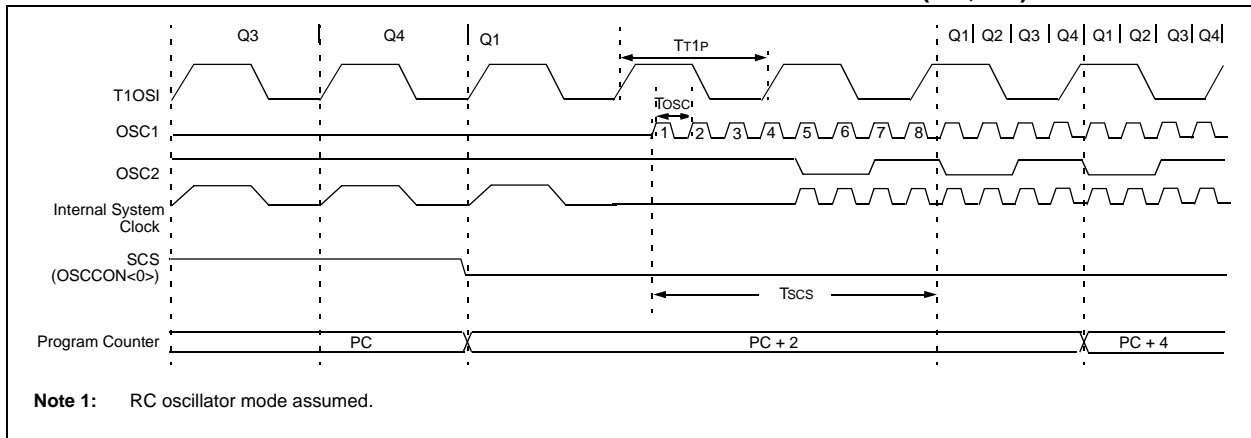 Q3 Q4 Q1 Q1 Q2 Q3 Q4 Q1 Q2 Q3 Q4
TT1P
T1OSI
TOSC
OSC1 1 2 3 4 5 6 7 8
OSC2
Internal System
Clock
SCS
(OSCCON<0>)
TSCS
Program Counter PC PC + 2 PC + 4
Note 1: RC oscillator mode assumed.